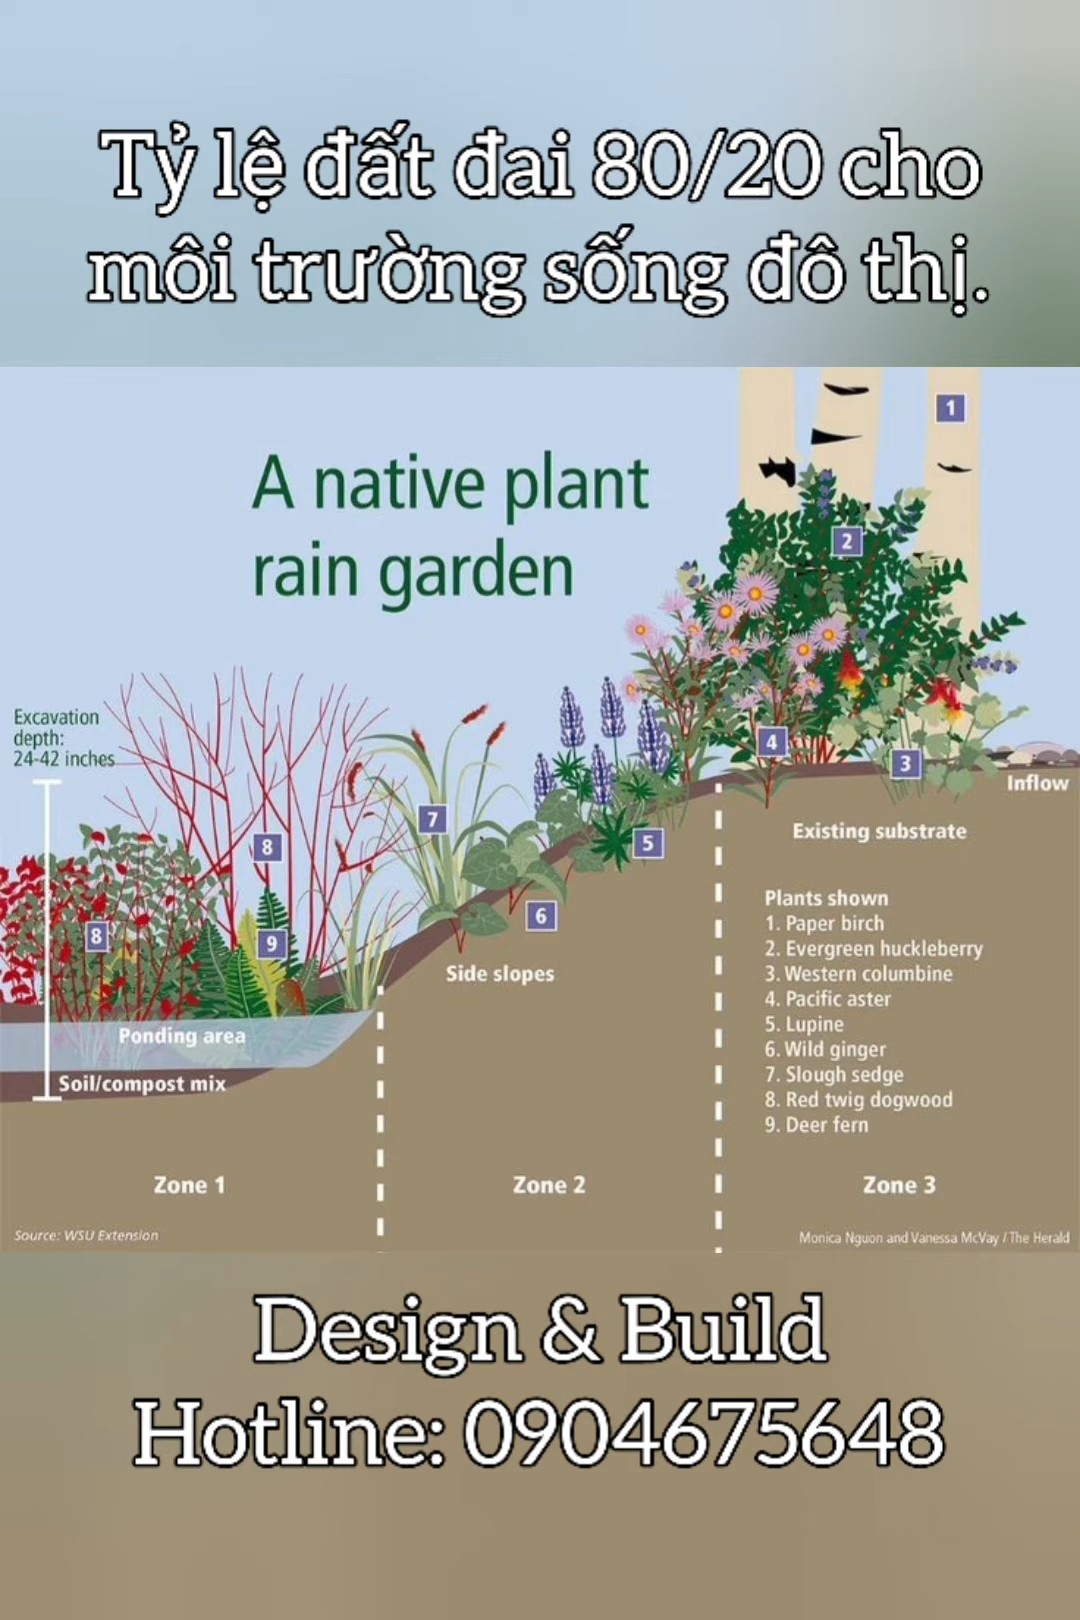 Tỷ lệ đất đai 80/20 cho
môi trường sống đô thị.
1
A native plant
rain garden
2
Excavation
depth:
24-42 inches
4
3
Inflow
7
8
5
Existing substrate
6
8
9
Side slopes
Plants shown
1. Paper birch
2. Evergreen huckleberry
3. Western columbine
4. Pacific aster
5. Lupine
6. Wild ginger
7. Slough sedge
8. Red twig dogwood
9. Deer fern
Ponding area
Soil/compost mix
Zone 1
Zone 2
Zone 3
Source: WSU Extension
Monica Nguon and Vanessa McVay / The Herald
Design & Build
Hotline: 0904675648